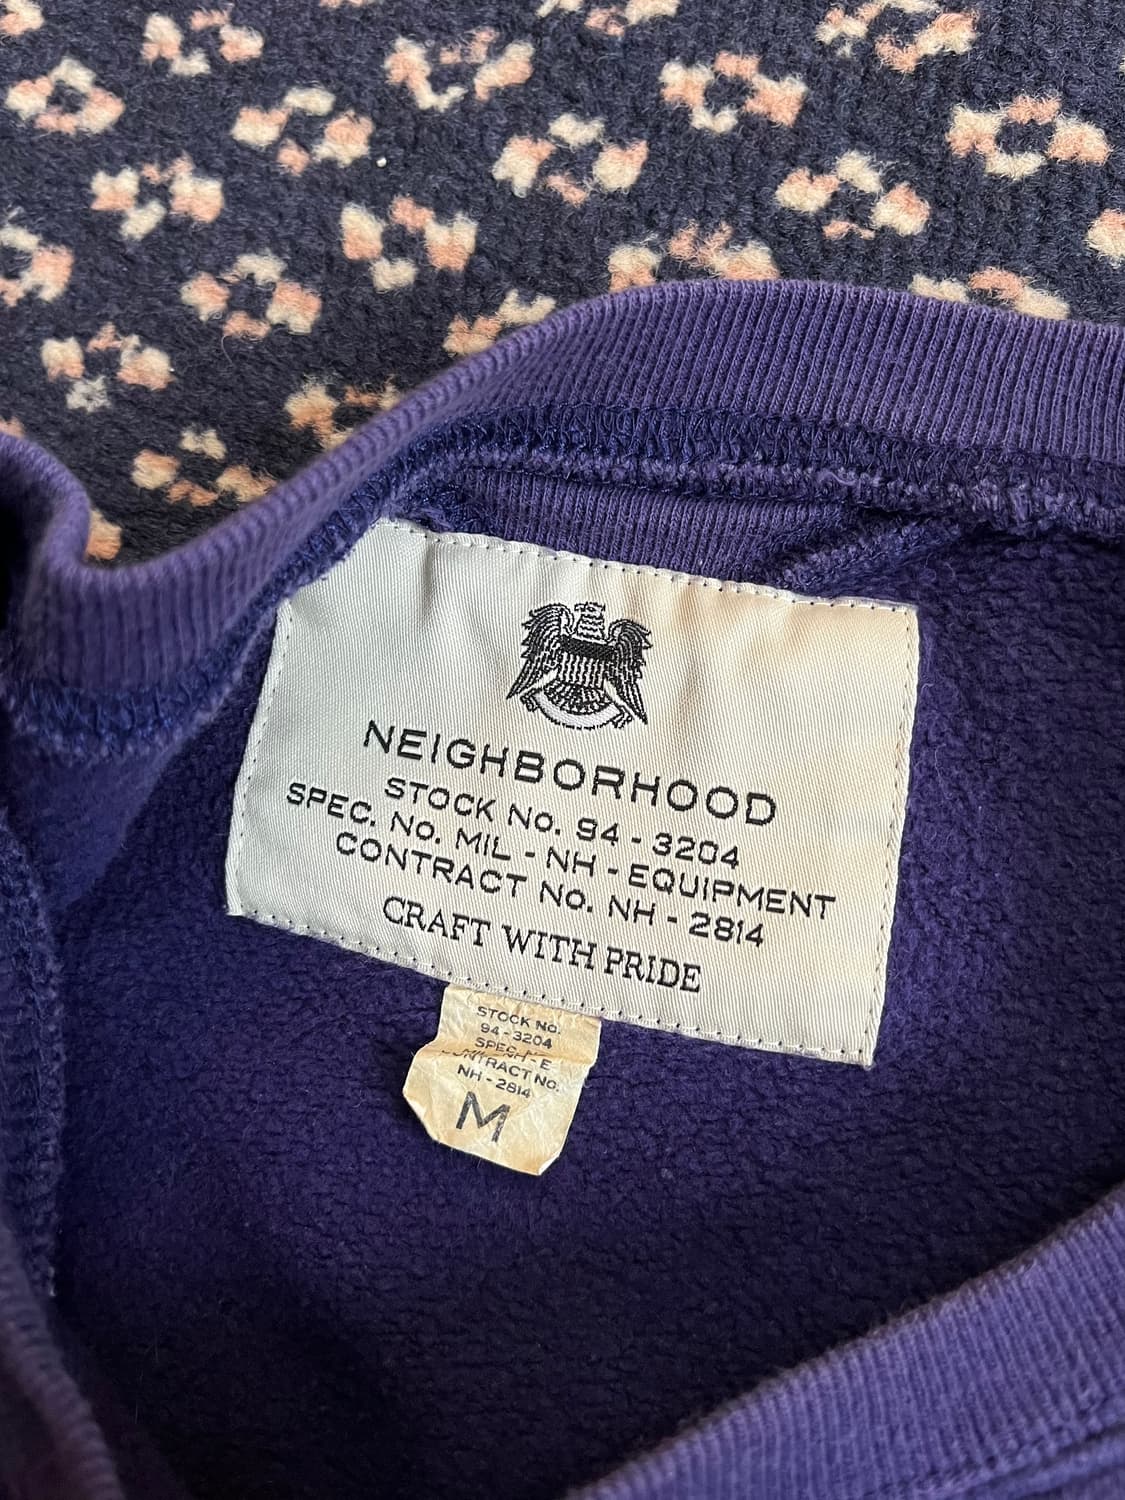 NEIGHBORHOOD
STOCK No. 94 - 3204
SPEC. No. MIL - NH - EQUIPMENT
CONTRACT No. NH - 2814
CRAFT WITH PRIDE
STOCK No.
94 - 3204
NH - 2814
M